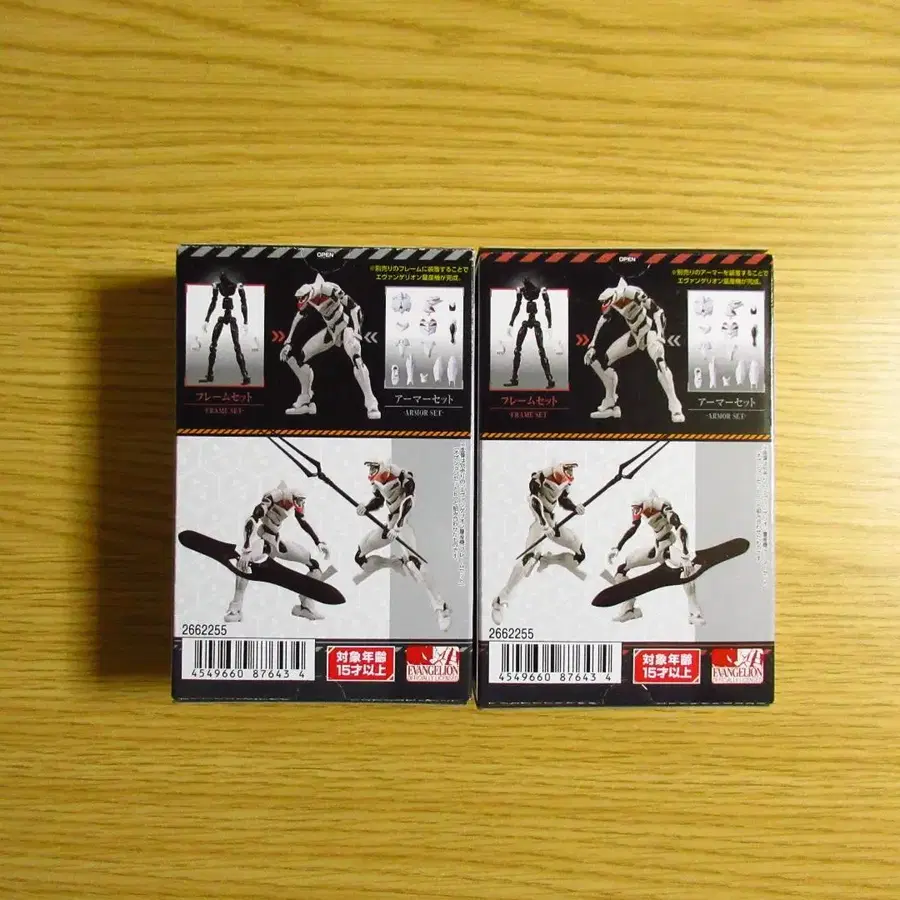 OPEN
※別売りのフレームに装着することで
エヴァンゲリオン量産機が完成。
フレームセット
-FRAME SET-
アーマーセット
-ARMOR SET-
2662255
4549660 87643 4
対象年齢
15才以上
EVANGELION
OPEN
※別売りのアーマーを装着することで
エヴァンゲリオン量産機が完成。
フレームセット
-FRAME SET-
アーマーセット
-ARMOR SET-
2662255
4549660 87643 4
対象年齢
15才以上
EVANGELION